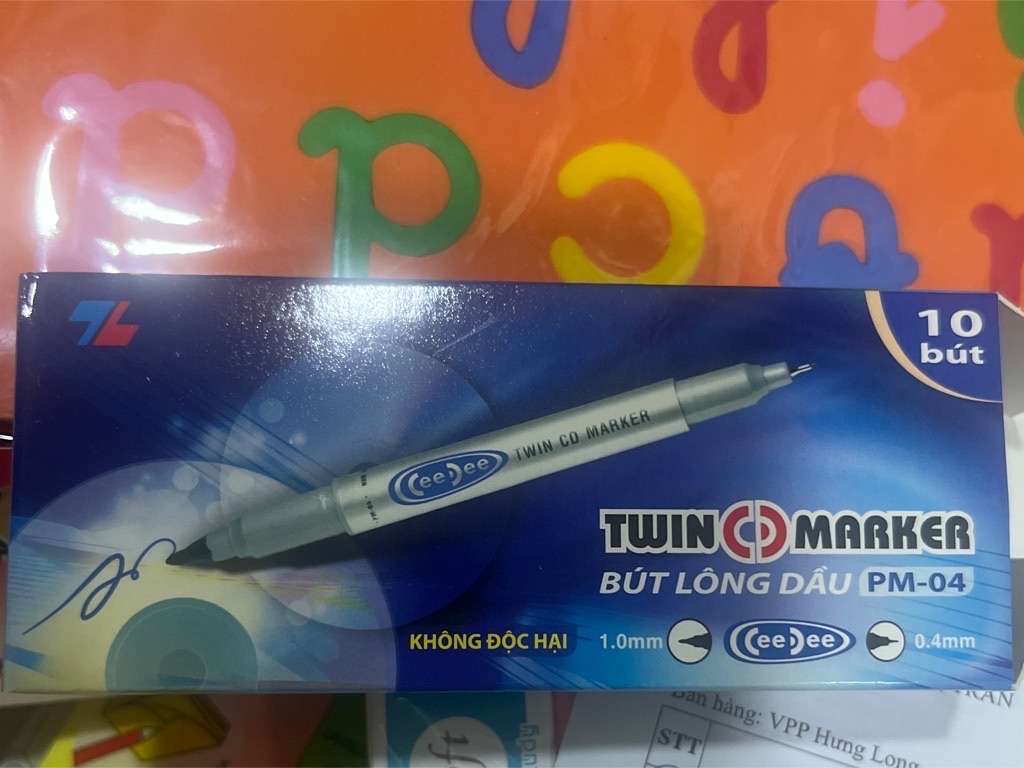 10
bút
CeeDee TWIN CD MARKER
TWIN CD MARKER
BÚT LÔNG DẦU PM-04
KHÔNG ĐỘC HẠI 1.0mm CeeDee 0.4mm
Bán hàng: VPP Hưng Long
STT